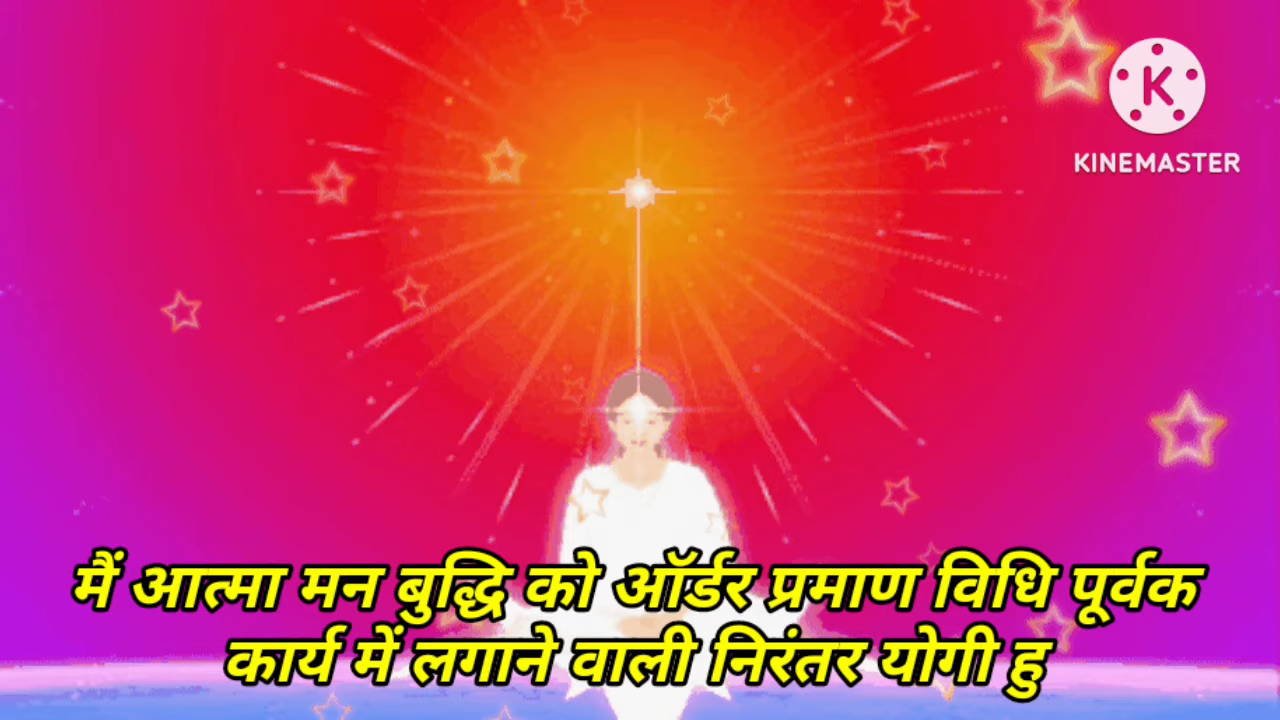 KINEMASTER
मैं आत्मा मन बुद्धि को ऑर्डर प्रमाण विधि पूर्वक
कार्य में लगाने वाली निरंतर योगी हु